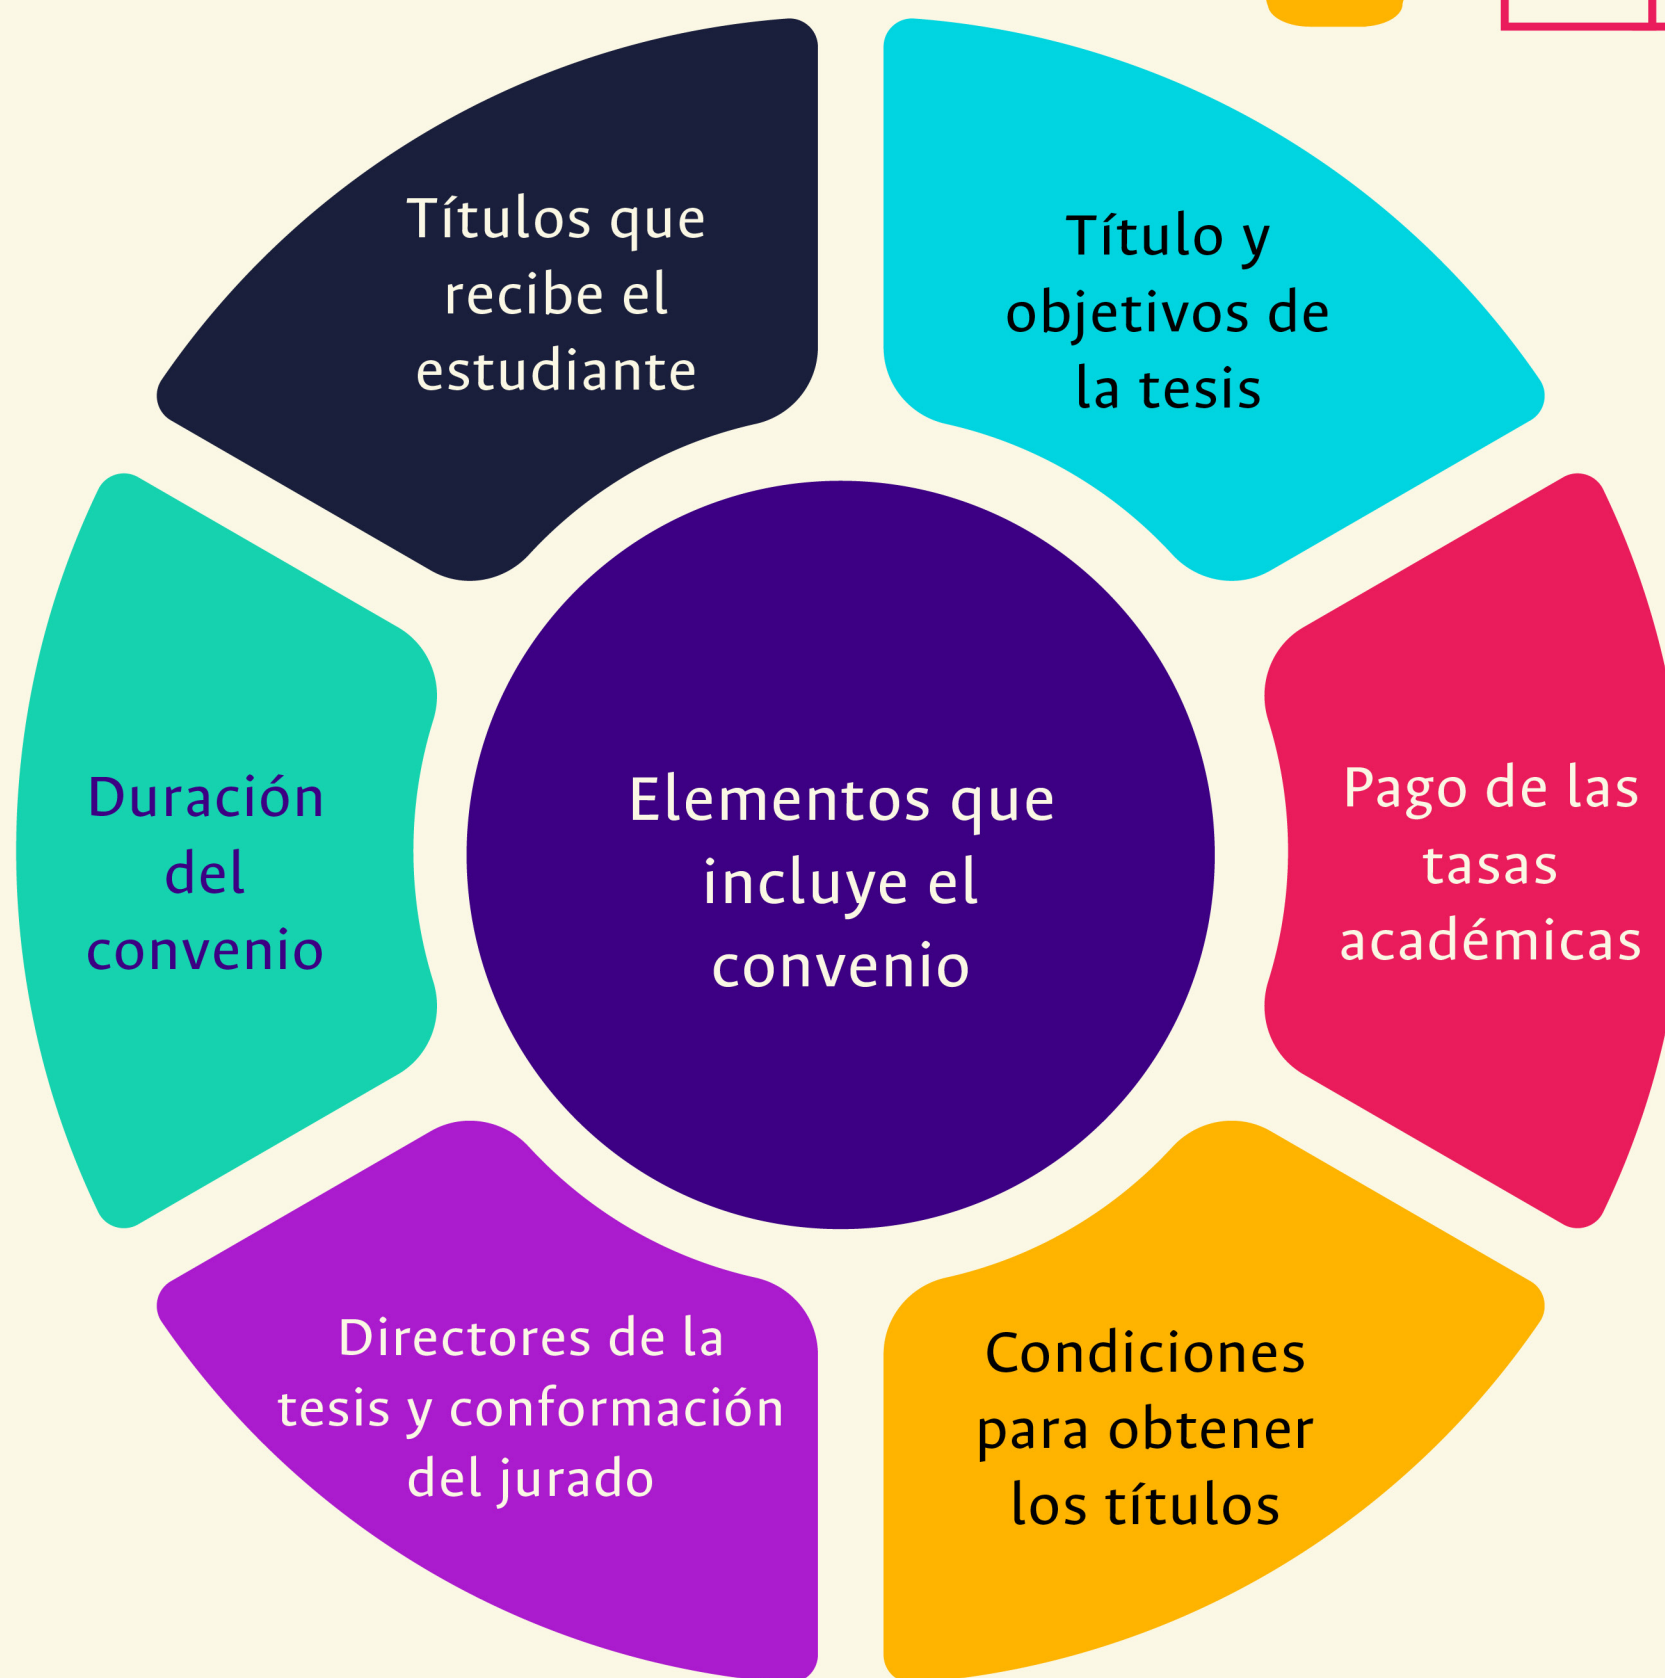 Títulos que
recibe el
estudiante
Título y
objetivos de
la tesis
Duración
del
convenio
Elementos que
incluye el
convenio
Pago de las
tasas
académicas
Directores de la
tesis y conformación
del jurado
Condiciones
para obtener
los títulos